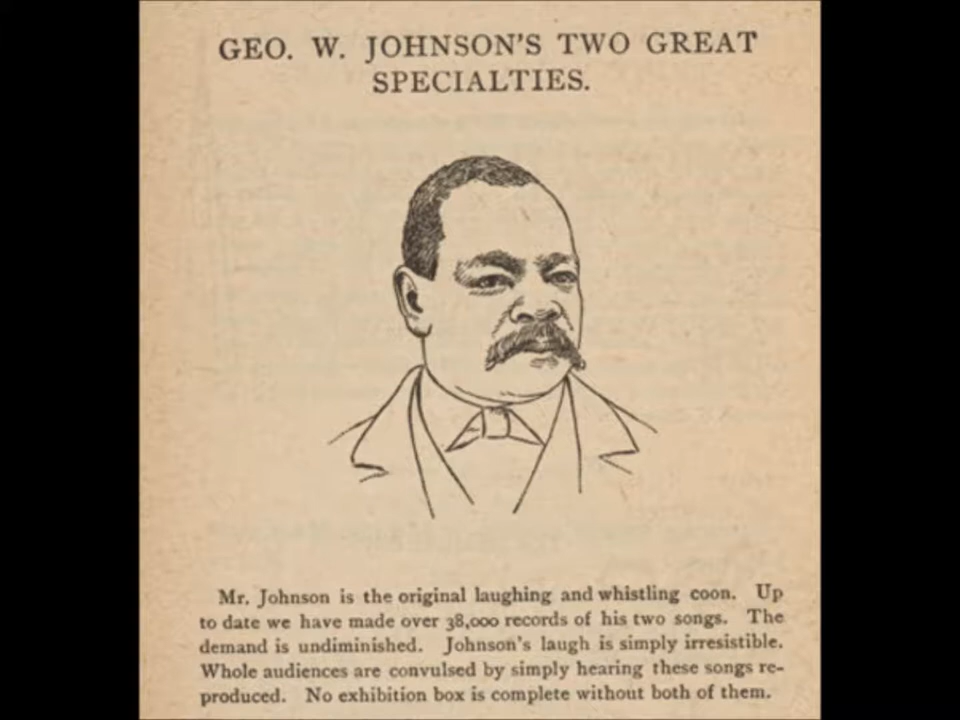 GEO. W. JOHNSON'S TWO GREAT
SPECIALTIES.
Mr. Johnson is the original laughing and whistling coon. Up
to date we have made over 38,000 records of his two songs. The
demand is undiminished. Johnson's laugh is simply irresistible.
Whole audiences are convulsed by simply hearing these songs re-
produced. No exhibition box is complete without both of them.